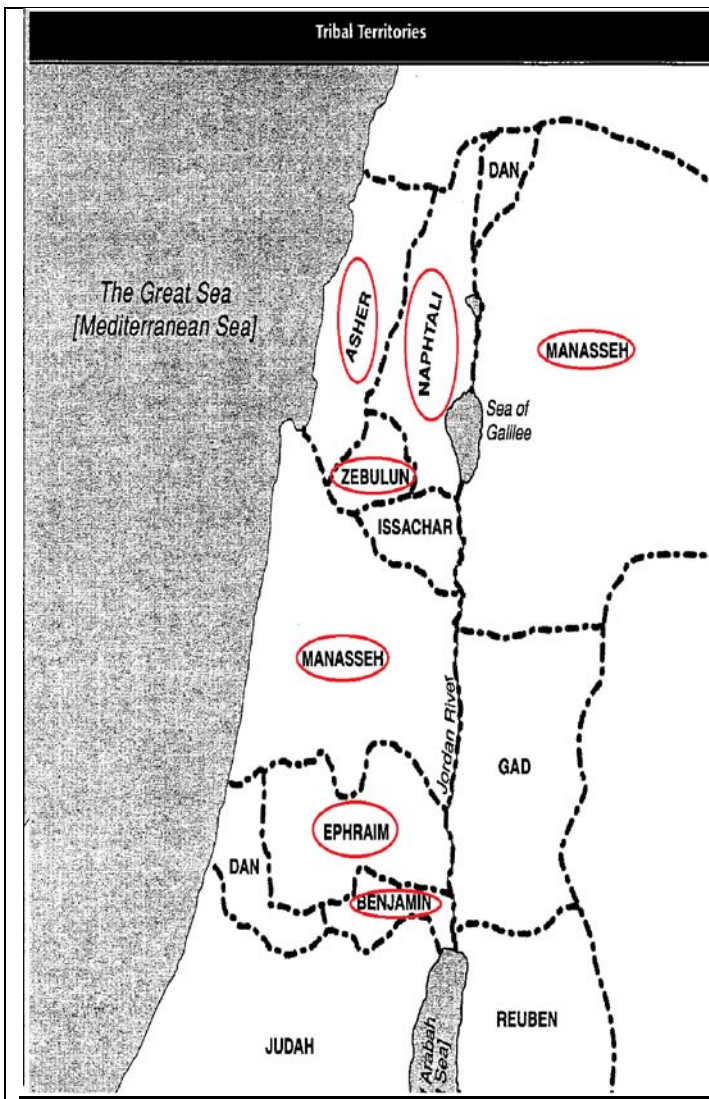 Tribal Territories
DAN
The Great Sea
[Mediterranean Sea]
ASHER
NAPHTALI
MANASSEH
Sea of
Galilee
ZEBULUN
ISSACHAR
MANASSEH
Jordan River
GAD
EPHRAIM
DAN
BENJAMIN
REUBEN
JUDAH
Arabah
Sea]